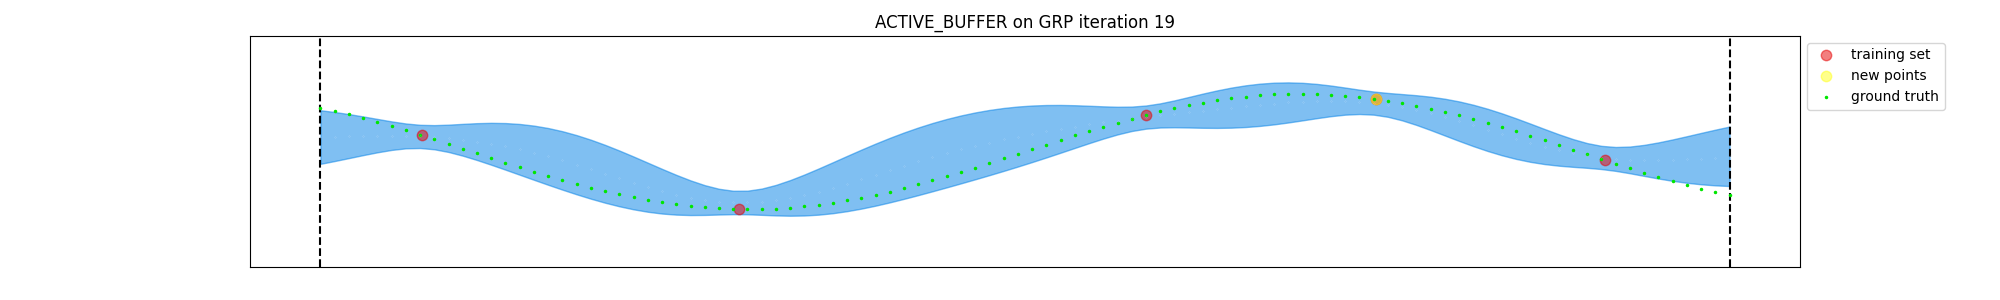 ACTIVE_BUFFER on GRP iteration 19
training set
new points
ground truth